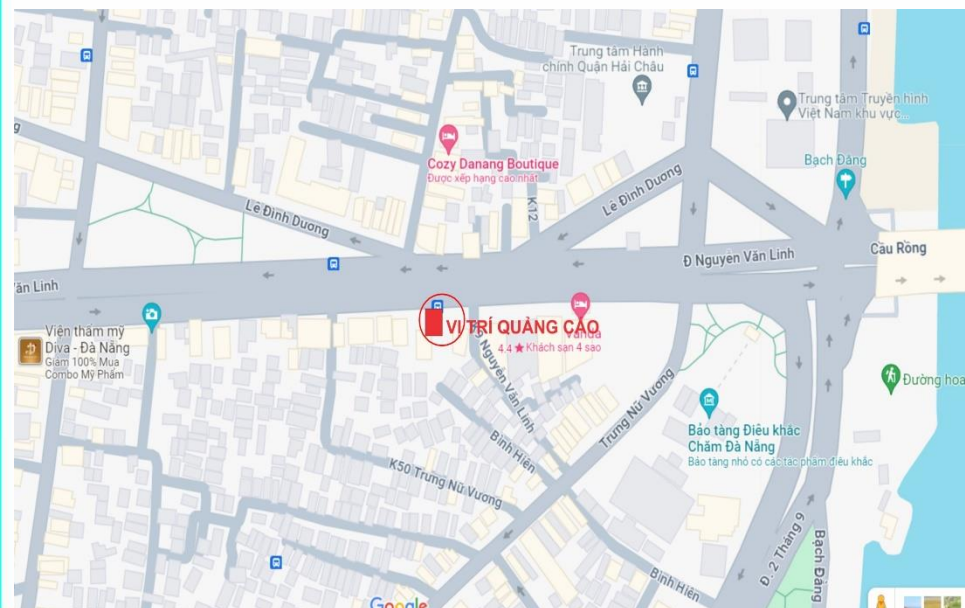 Trung tâm Hành
chính Quận Hải Châu
Trung tâm Truyền hình
Việt Nam khu vực...
Cozy Danang Boutique
Được xếp hạng cao nhất
Bạch Đằng
K12
Lê Đình Dương
Lê Đình Dương
Đ Nguyễn Văn Linh
Cầu Rồng
ăn Linh
VỊ TRÍ QUẢNG CÁO
Vanda
4,4 ★ Khách sạn 4 sao
Viện thẩm mỹ
Diva - Đà Nẵng
Giảm 100% Mua
Combo Mỹ Phẩm
9 Nguyễn Văn Linh
Trưng Nữ Vương
Đường hoa
Bảo tàng Điêu khắc
Chăm Đà Nẵng
Bảo tàng nhỏ có các tác phẩm điêu khắc
Bình Hiên
K50 Trưng Nữ Vương
Đ. 2 Tháng 9
Bạch Đằng
Bình Hiên
Google